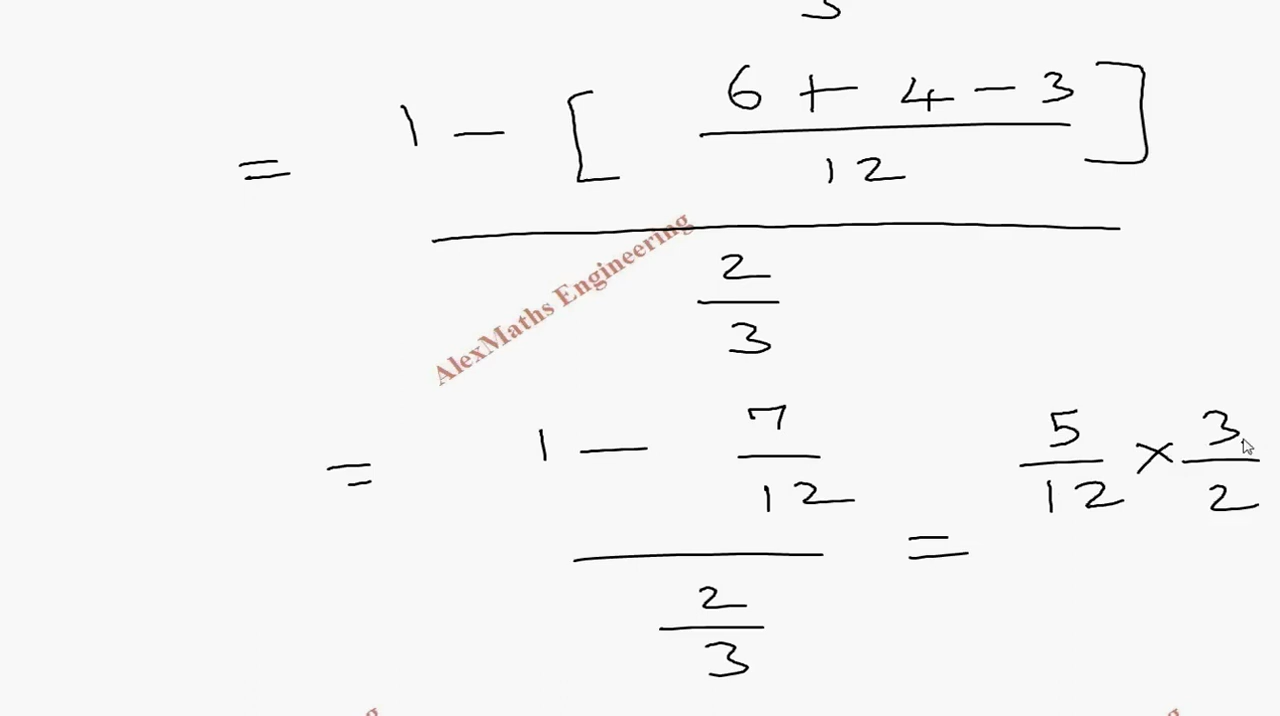 6 + 4 - 3
1 - [ ]
=
12
AlexMaths Engineering
2
3
7 5 3
1 - ×
= 12 12 2
=
2
3